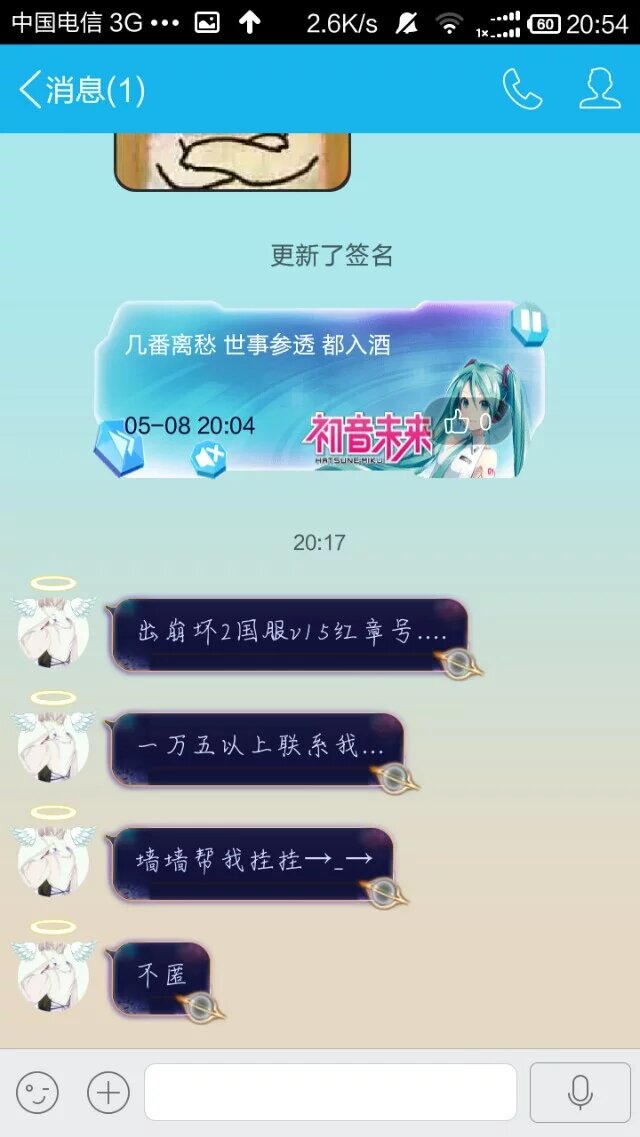 中国电信 3G ••• 2.6K/s 1× 60 20:54
消息(1)
更新了签名
几番离愁 世事参透 都入酒
05-08 20:04
初音未来
HATSUNE MIKU
0
20:17
出崩坏2国服v15红章号....
一万五以上联系我...
墙墙帮我挂挂→_→
不匿